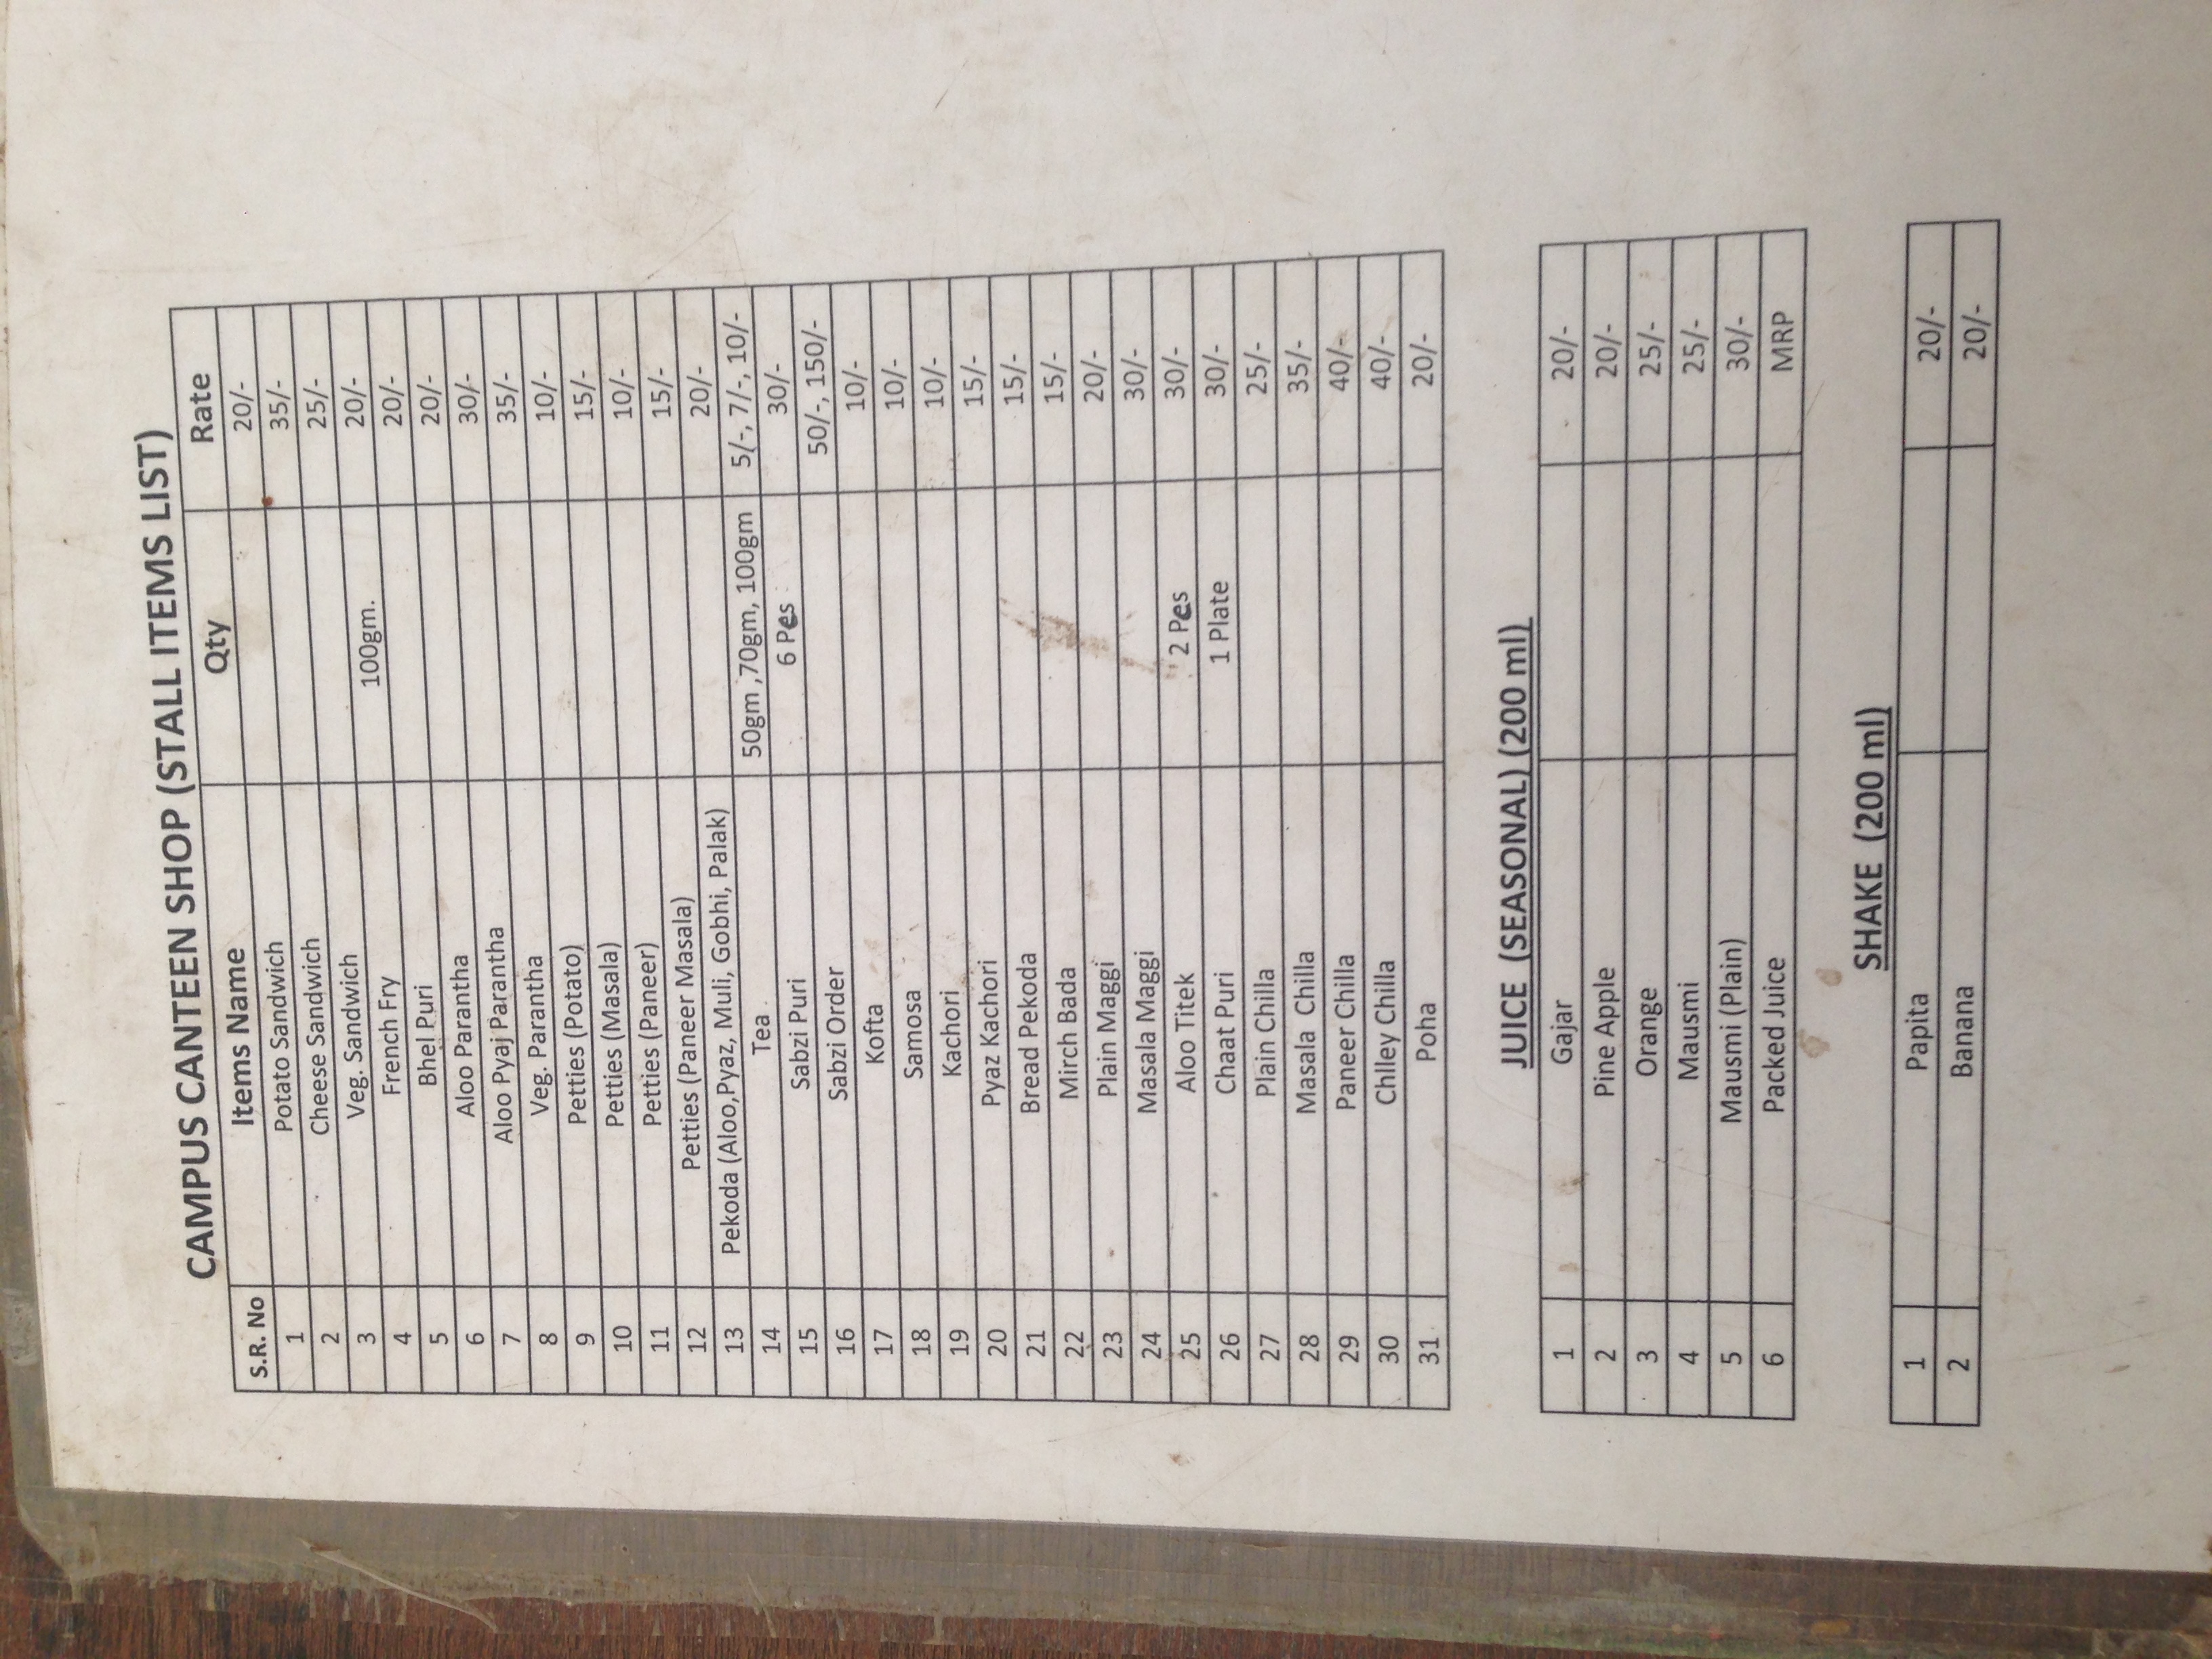 CAMPUS CANTEEN SHOP (STALL ITEMS LIST)
S.R. No Items Name Qty Rate
1 Potato Sandwich 20/-
2 Cheese Sandwich 35/-
3 Veg. Sandwich 25/-
4 French Fry 100gm. 20/-
5 Bhel Puri 20/-
6 Aloo Parantha 20/-
7 Aloo Pyaj Parantha 30/-
8 Veg. Parantha 35/-
9 Petties (Potato) 10/-
10 Petties (Masala) 15/-
11 Petties (Paneer) 10/-
12 Petties (Paneer Masala) 15/-
13 Pekoda (Aloo,Pyaz, Muli, Gobhi, Palak) 20/-
14 Tea 50gm ,70gm, 100gm 5/-, 7/-, 10/-
15 Sabzi Puri 6 Pes 30/-
16 Sabzi Order 50/-, 150/-
17 Kofta 10/-
18 Samosa 10/-
19 Kachori 10/-
20 Pyaz Kachori 15/-
21 Bread Pekoda 15/-
22 Mirch Bada 15/-
23 Plain Maggi 20/-
24 Masala Maggi 30/-
25 Aloo Titek 2 Pes 30/-
26 Chaat Puri 1 Plate 30/-
27 Plain Chilla 25/-
28 Masala Chilla 35/-
29 Paneer Chilla 40/-
30 Chlley Chilla 40/-
31 Poha 20/-
JUICE (SEASONAL) (200 ml)
1 Gajar 20/-
2 Pine Apple 20/-
3 Orange 25/-
4 Mausmi 25/-
5 Mausmi (Plain) 30/-
6 Packed Juice MRP
SHAKE (200 ml)
1 Papita 20/-
2 Banana 20/-